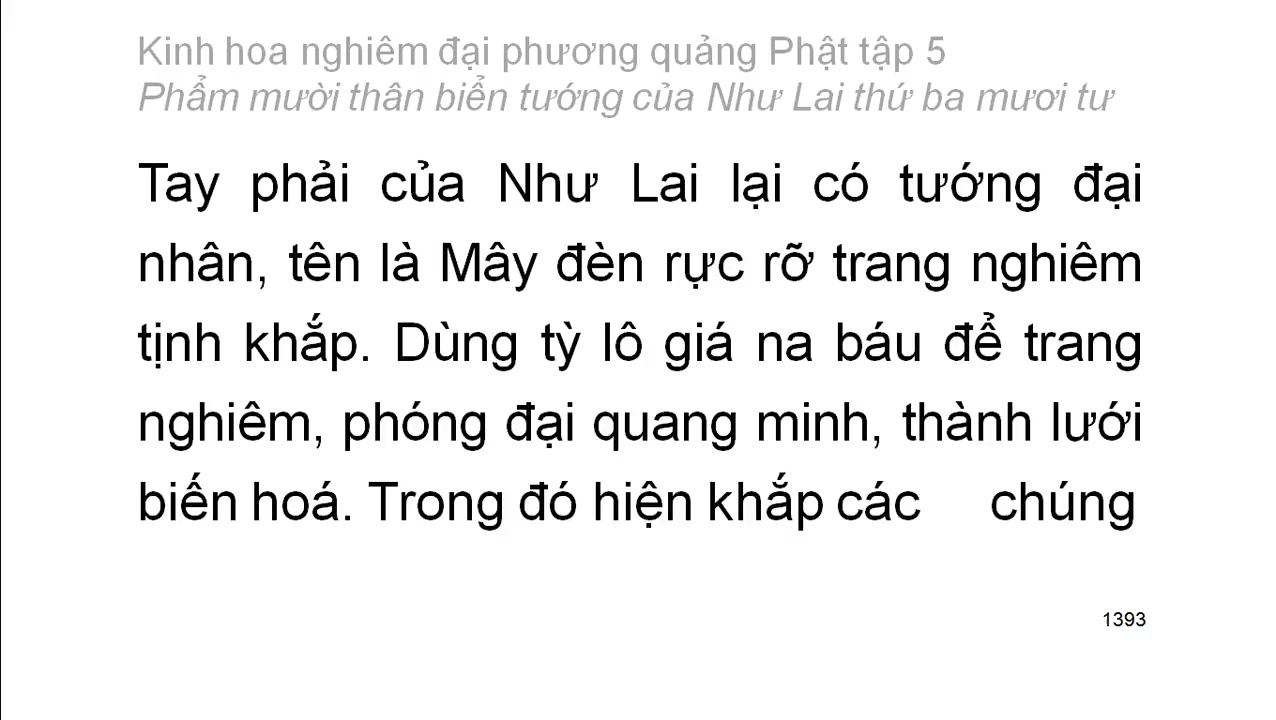 Kinh hoa nghiêm đại phương quảng Phật tập 5
Phẩm mười thân biển tướng của Như Lai thứ ba mươi tư
Tay phải của Như Lai lại có tướng đại
nhân, tên là Mây đèn rực rỡ trang nghiêm
tịnh khắp. Dùng tỳ lô giá na báu để trang
nghiêm, phóng đại quang minh, thành lưới
biến hoá. Trong đó hiện khắp các chúng
1393